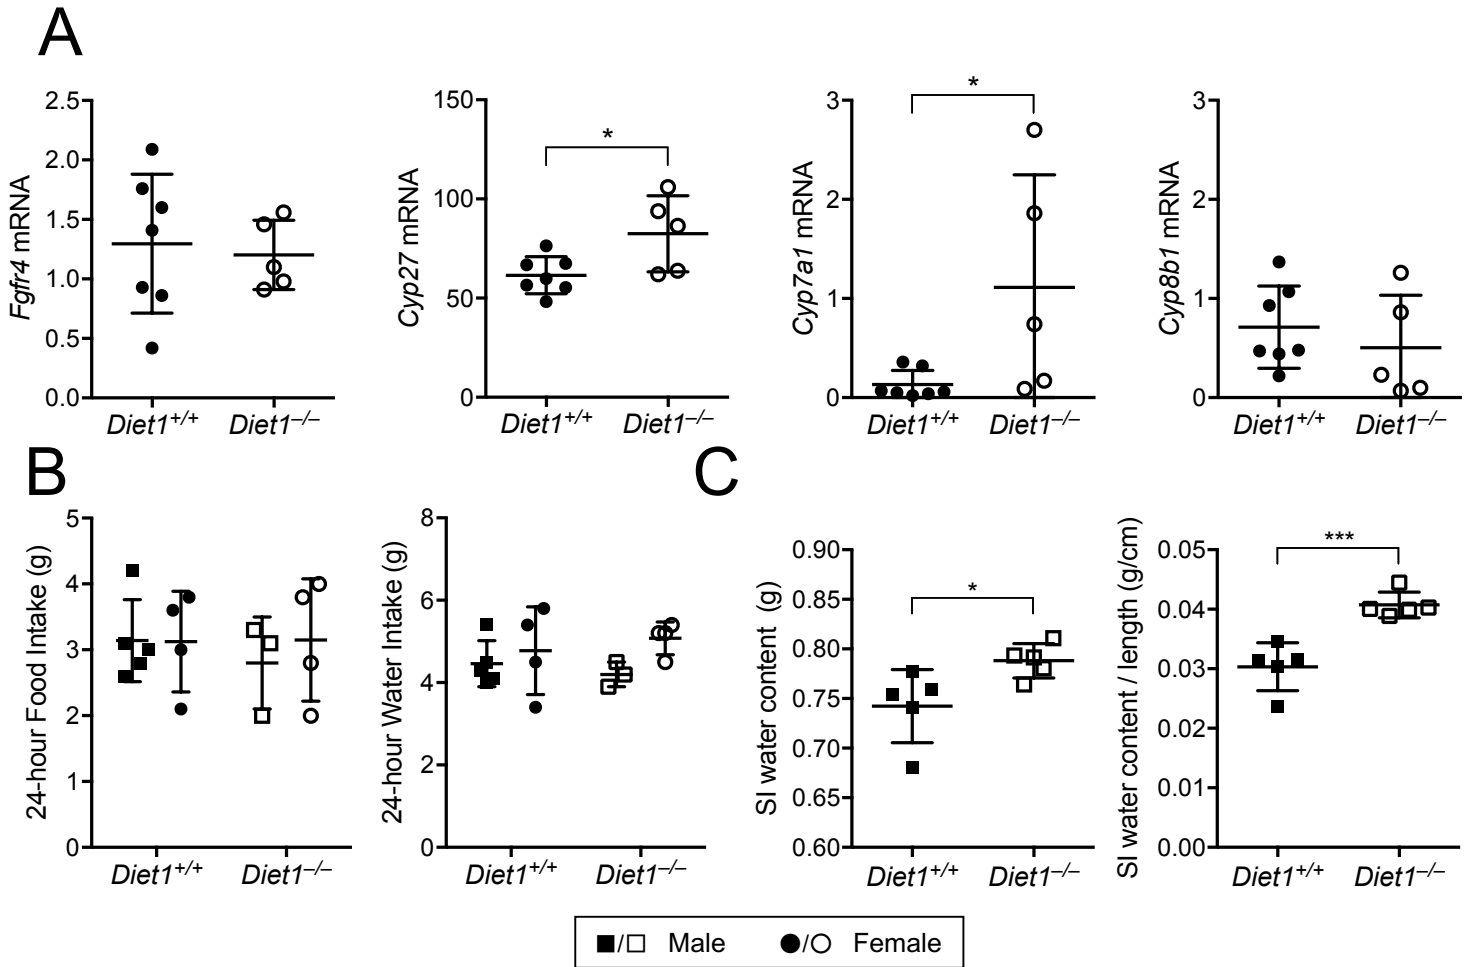 A
Fgfr4 mRNA
2.5
2.0
1.5
1.0
0.5
0.0
Diet1+/+ Diet1–/–
Cyp27 mRNA
150
100
50
0
*
Diet1+/+ Diet1–/–
Cyp7a1 mRNA
3
2
1
0
*
Diet1+/+ Diet1–/–
Cyp8b1 mRNA
3
2
1
0
Diet1+/+ Diet1–/–
B
24-hour Food Intake (g)
5
4
3
2
1
0
Diet1+/+ Diet1–/–
24-hour Water Intake (g)
8
6
4
2
0
Diet1+/+ Diet1–/–
C
SI water content (g)
0.90
0.85
0.80
0.75
0.70
0.65
0.60
*
Diet1+/+ Diet1–/–
SI water content / length (g/cm)
0.05
0.04
0.03
0.02
0.01
0.00
***
Diet1+/+ Diet1–/–
■/□ Male ●/○ Female